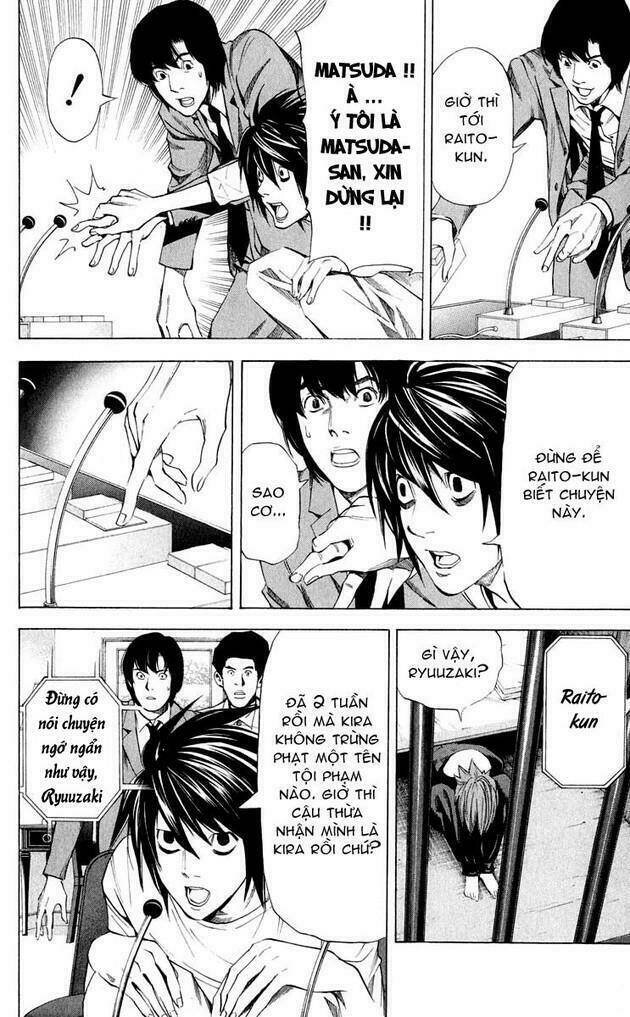 GIỜ THÌ
TỚI
RAITO-
KUN.
MATSUDA !!
À ...
Ý TÔI LÀ
MATSUDA-
SAN, XIN
DỪNG LẠI
!!
!
ĐỪNG ĐỂ
RAITO-KUN
BIẾT CHUYỆN
NÀY.
SAO
CƠ...
Raito-
kun
GÌ VẬY,
RYUUZAKI?
ĐÃ 2 TUẦN
RỒI MÀ KIRA
KHÔNG TRỪNG
PHẠT MỘT TÊN
TỘI PHẠM
NÀO. GIỜ THÌ
CẬU THỪA
NHẬN MÌNH LÀ
KIRA RỒI CHỨ?
Đừng có
nói chuyện
ngớ ngẩn
như vậy,
Ryuuzaki